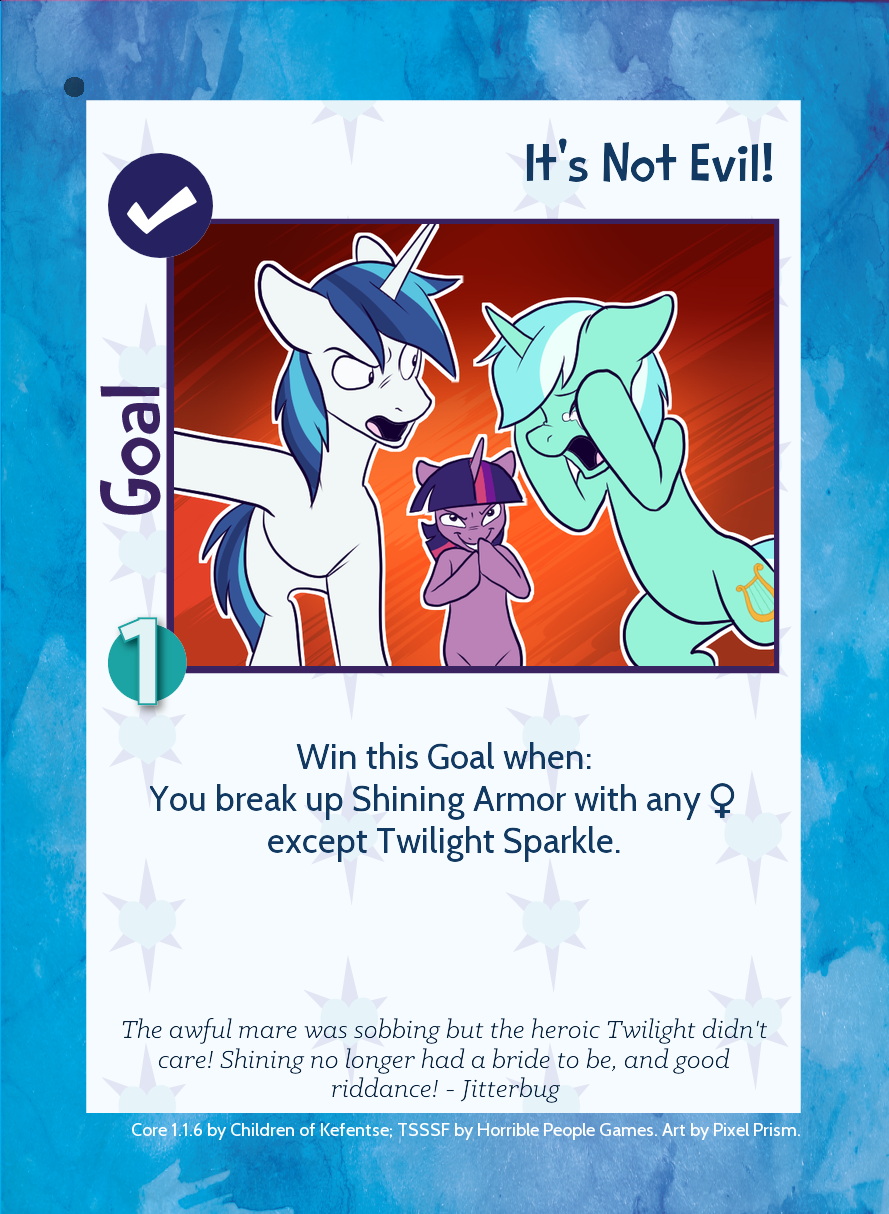 It's Not Evil!
Goal
1
Win this Goal when:
You break up Shining Armor with any ♀
except Twilight Sparkle.
The awful mare was sobbing but the heroic Twilight didn't
care! Shining no longer had a bride to be, and good
riddance! - Jitterbug
Core 1.1.6 by Children of Kefentse; TSSSF by Horrible People Games. Art by Pixel Prism.